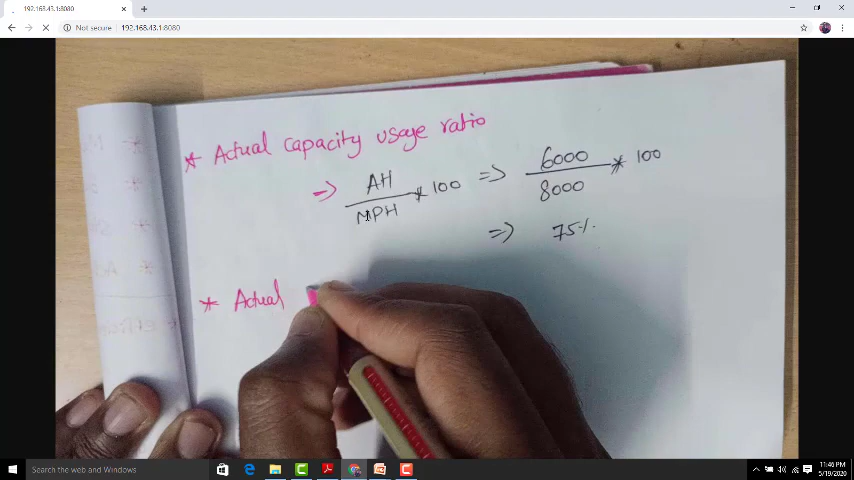 192.168.43.1:8080
Not secure 192.168.43.1:8080
* Actual capacity usage ratio
=> AH / MPH * 100 => 6000 / 8000 * 100
=> 75%
* Actual
Search the web and Windows
11:46 PM
5/19/2020